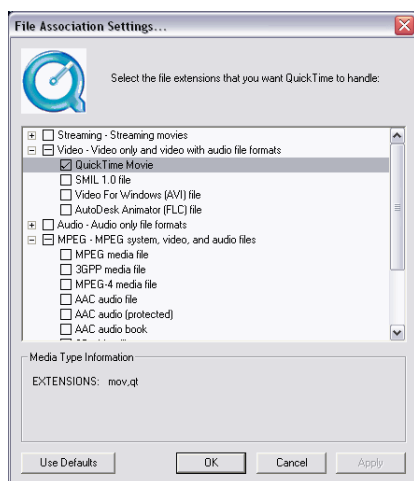 File Association Settings...
Select the file extensions that you want QuickTime to handle:
Streaming - Streaming movies
Video - Video only and video with audio file formats
QuickTime Movie
SMIL 1.0 file
Video For Windows (AVI) file
AutoDesk Animator (FLC) file
Audio - Audio only file formats
MPEG - MPEG system, video, and audio files
MPEG media file
3GPP media file
MPEG-4 media file
AAC audio file
AAC audio (protected)
AAC audio book
Media Type Information
EXTENSIONS: mov,qt
Use Defaults OK Cancel Apply